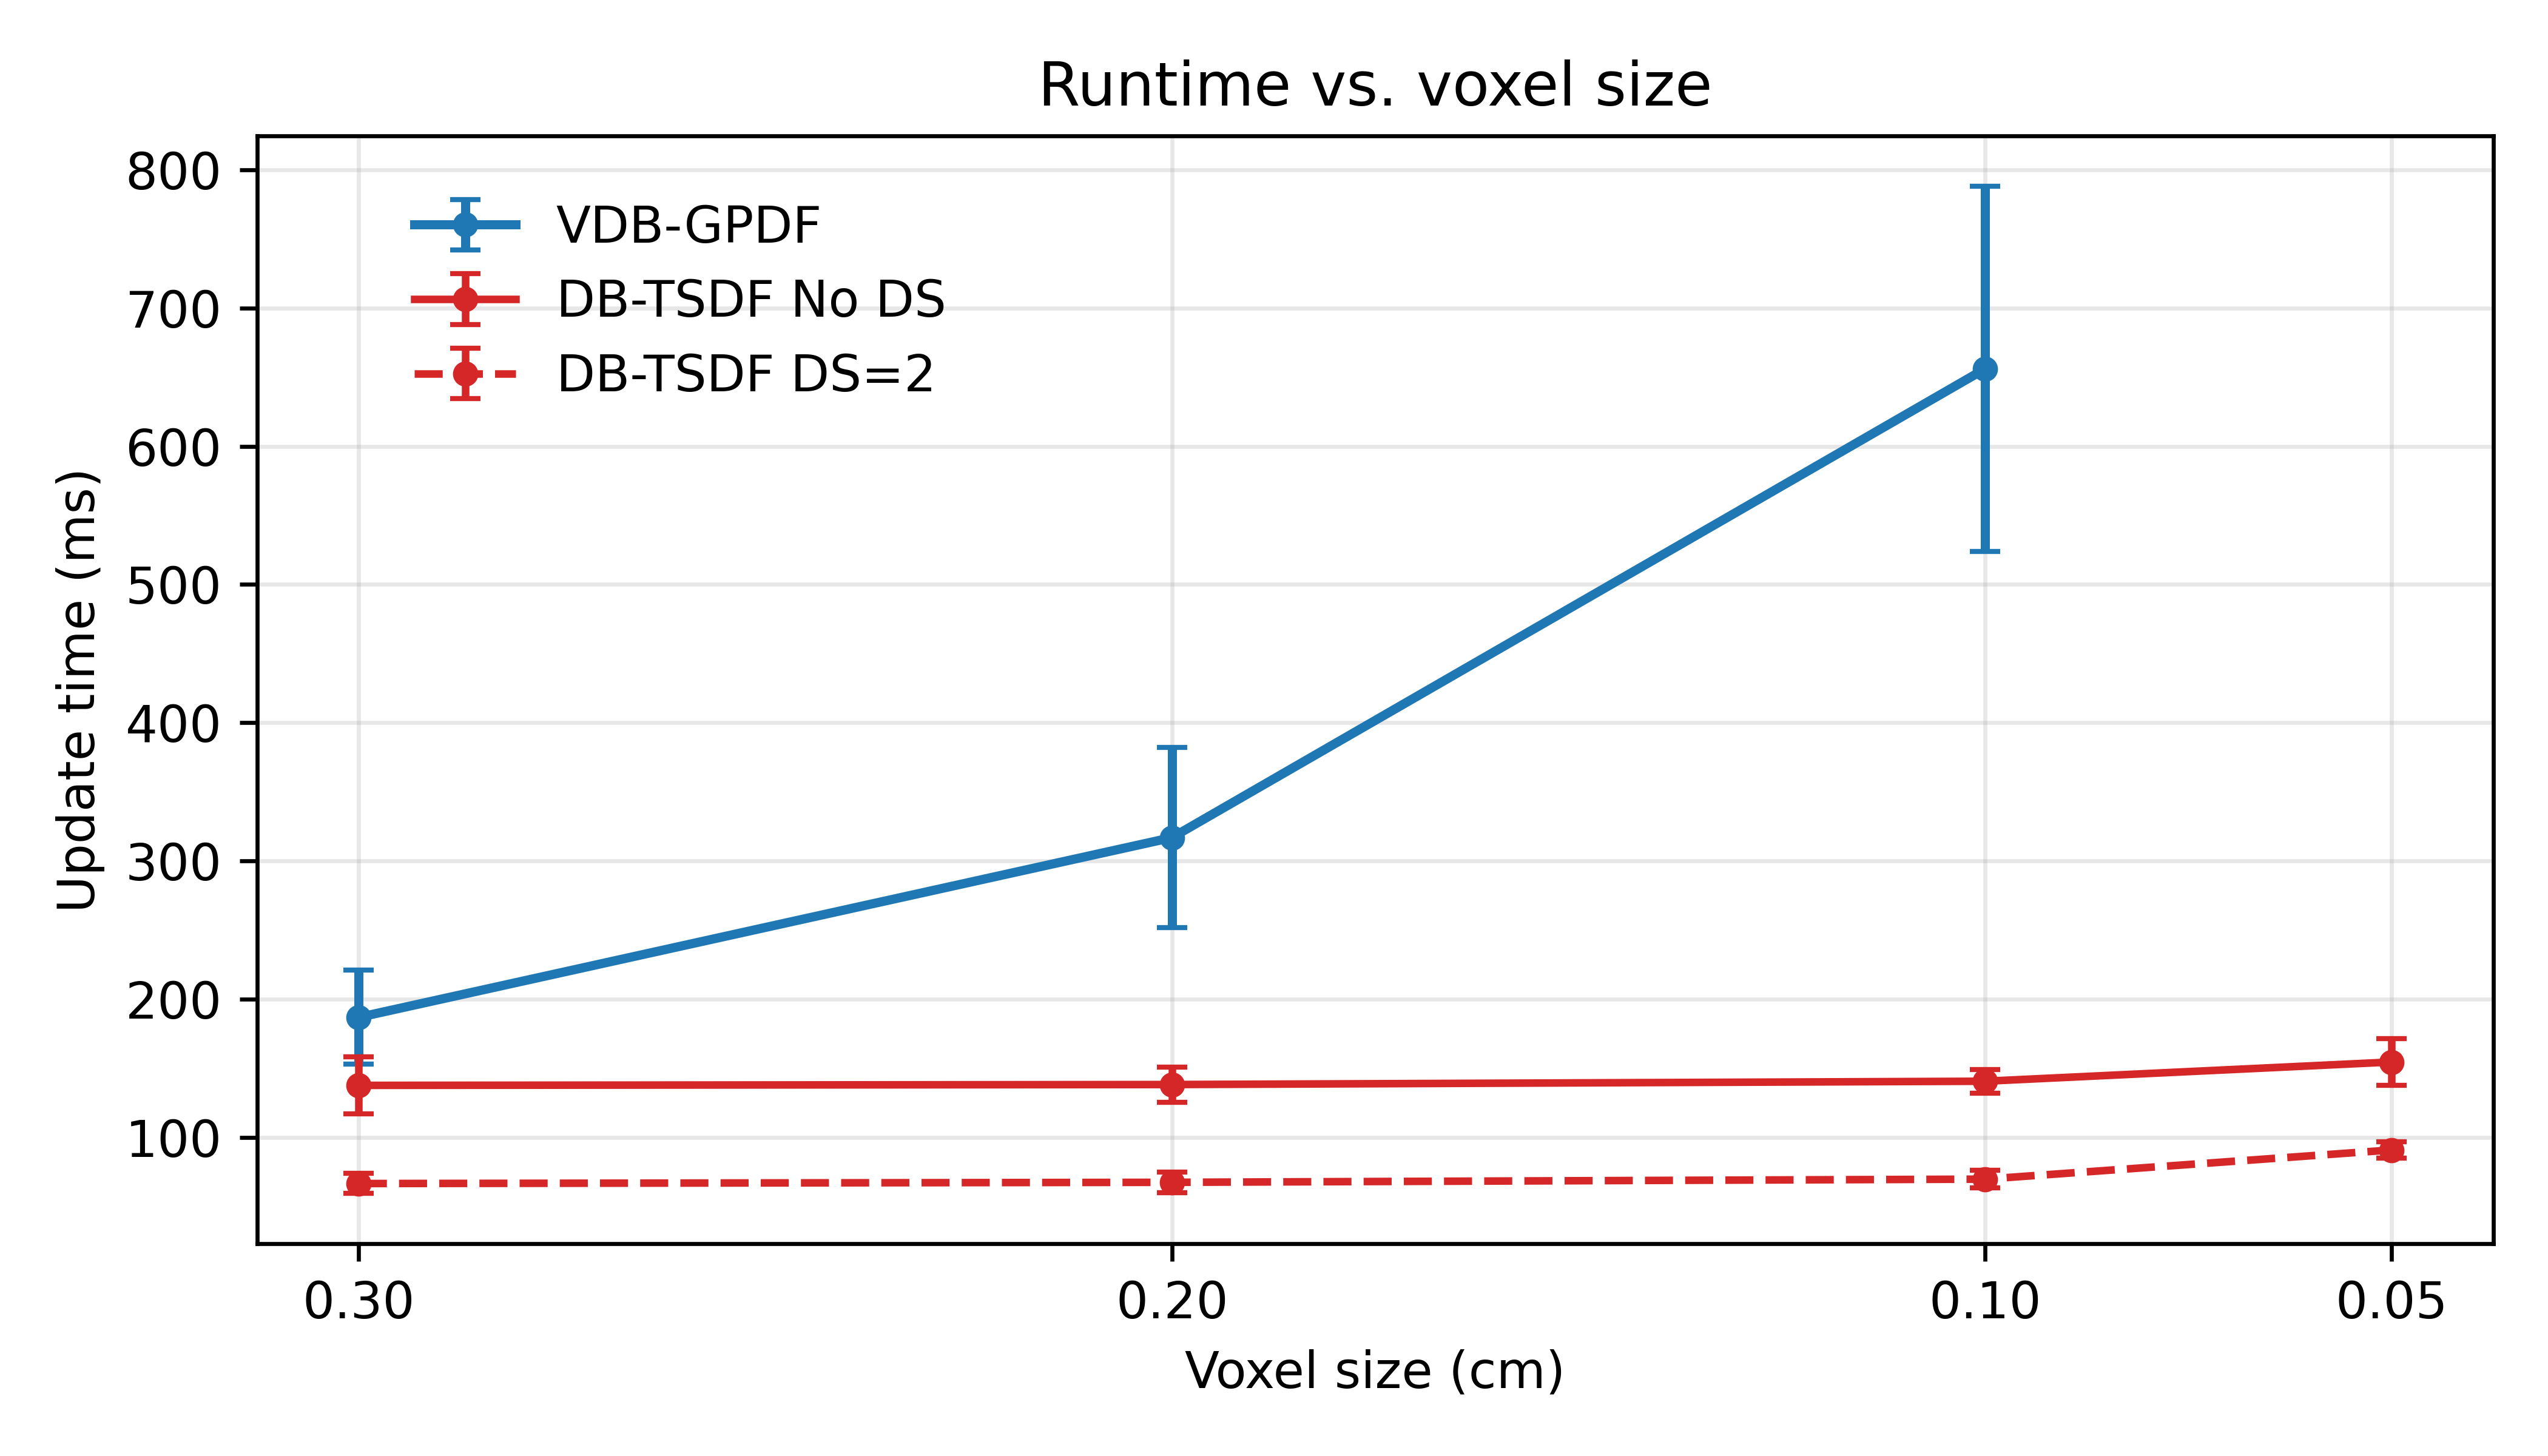 Runtime vs. voxel size
VDB-GPDF
DB-TSDF No DS
DB-TSDF DS=2
Update time (ms)
800
700
600
500
400
300
200
100
0.30 0.20 0.10 0.05
Voxel size (cm)